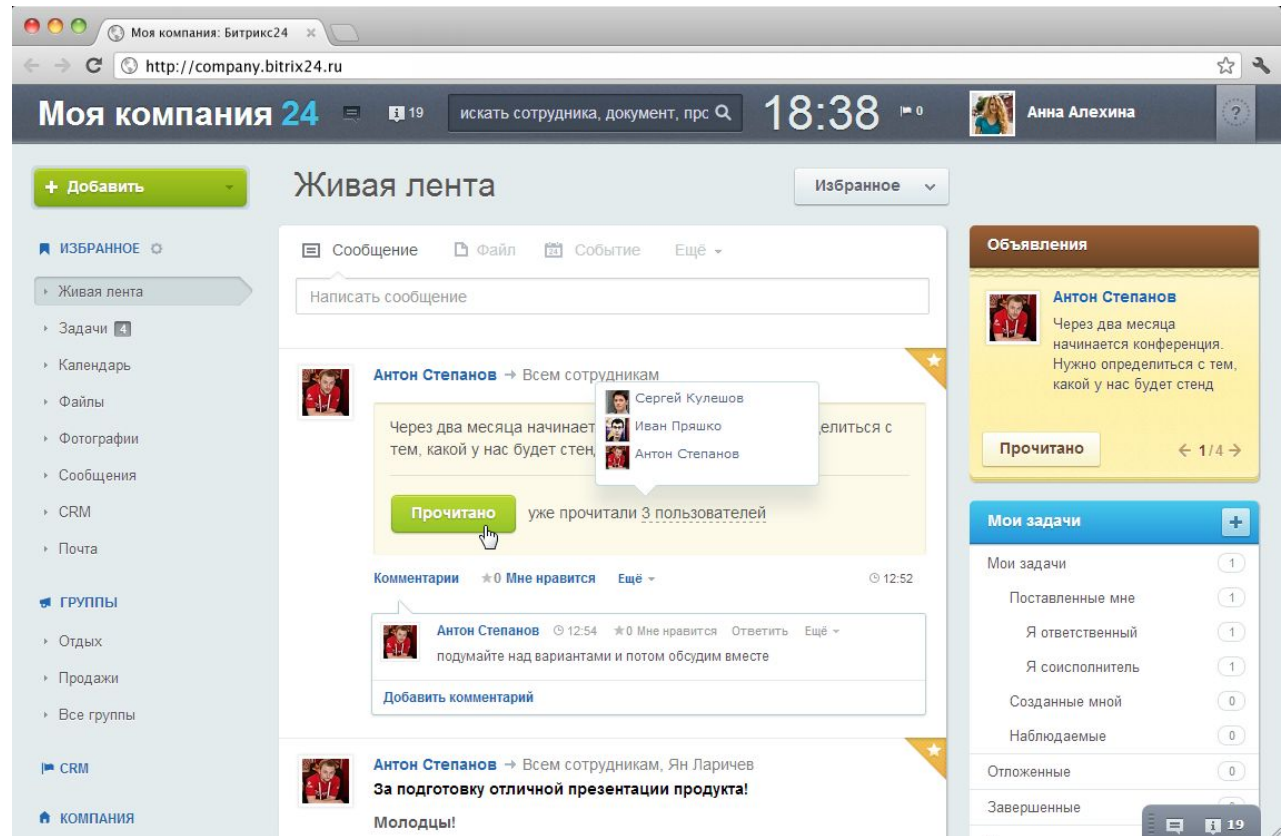 Моя компания: Битрикс24
http://company.bitrix24.ru
Моя компания 24
19
искать сотрудника, документ, прс
18:38
0
Анна Алехина
?
+ Добавить
Живая лента
Избранное
ИЗБРАННОЕ
Живая лента
Задачи 4
Календарь
Файлы
Фотографии
Сообщения
CRM
Почта
ГРУППЫ
Отдых
Продажи
Все группы
CRM
КОМПАНИЯ
Сообщение Файл 24 Событие Ещё
Написать сообщение
Антон Степанов → Всем сотрудникам
Через два месяца начинает
елиться с
тем, какой у нас будет стен
Сергей Кулешов
Иван Пряшко
Антон Степанов
Прочитано уже прочитали 3 пользователей
Комментарии ★0 Мне нравится Ещё 12:52
Антон Степанов 12:54 ★0 Мне нравится Ответить Ещё
подумайте над вариантами и потом обсудим вместе
Добавить комментарий
Антон Степанов → Всем сотрудникам, Ян Ларичев
За подготовку отличной презентации продукта!
Молодцы!
Объявления
Антон Степанов
Через два месяца
начинается конференция.
Нужно определиться с тем,
какой у нас будет стенд
Прочитано ← 1/4 →
Мои задачи +
Мои задачи 1
Поставленные мне 1
Я ответственный 1
Я соисполнитель 1
Созданные мной 0
Наблюдаемые 0
Отложенные 0
Завершенные
19